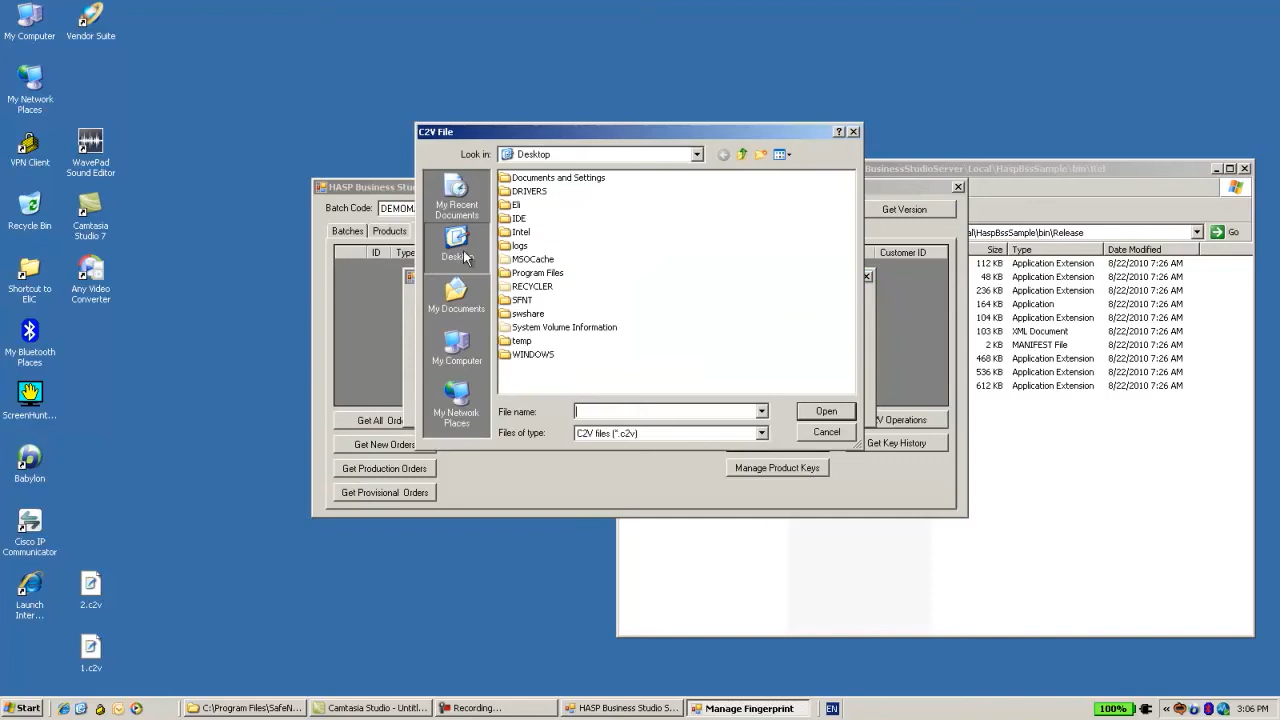 My Computer
Vendor Suite
My Network
Places
VPN Client
WavePad
Sound Editor
Recycle Bin
Camtasia
Studio 7
Shortcut to
EliC
Any Video
Converter
My Bluetooth
Places
ScreenHunt...
Babylon
Cisco IP
Communicator
Launch
Inter...
2.c2v
1.c2v
C2V File
Look in:
Desktop
My Recent
Documents
Desktop
My Documents
My Computer
My Network
Places
Documents and Settings
DRIVERS
Eli
IDE
Intel
logs
MSOCache
Program Files
RECYCLER
SFNT
swshare
System Volume Information
temp
WINDOWS
File name:
Open
Files of type:
C2V files (*.c2v)
Cancel
HASP Business Stu
Batch Code:
DEMOM
Get Version
Batches
Products
ID
Type
Customer ID
Get All Orde
V Operations
Get New Orders
Get Key History
Get Production Orders
Manage Product Keys
Get Provisional Orders
BusinessStudioServer\Local\HaspBssSample\bin\Rel
al\HaspBssSample\bin\Release
Go
Size
Type
Date Modified
112 KB
Application Extension
8/22/2010 7:26 AM
48 KB
Application Extension
8/22/2010 7:26 AM
236 KB
Application Extension
8/22/2010 7:26 AM
164 KB
Application
8/22/2010 7:26 AM
104 KB
Application Extension
8/22/2010 7:26 AM
103 KB
XML Document
8/22/2010 7:26 AM
2 KB
MANIFEST File
8/22/2010 7:26 AM
468 KB
Application Extension
8/22/2010 7:26 AM
536 KB
Application Extension
8/22/2010 7:26 AM
612 KB
Application Extension
8/22/2010 7:26 AM
Start
C:\Program Files\SafeN...
Camtasia Studio - Untitl...
Recording...
HASP Business Studio S...
Manage Fingerprint
EN
100%
3:06 PM